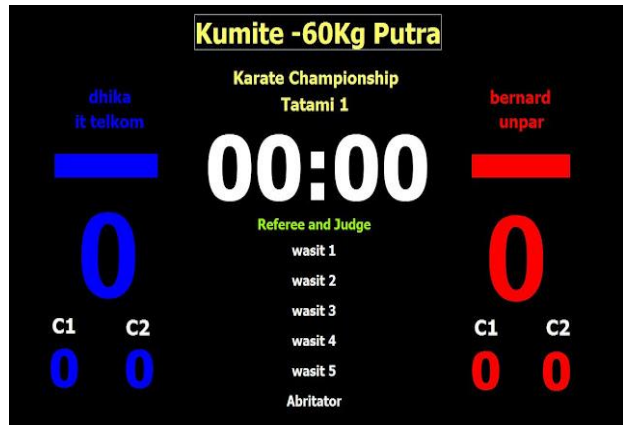 Kumite -60Kg Putra
Karate Championship
Tatami 1
dhika
it telkom
bernard
unpar
00:00
0
0
Referee and Judge
wasit 1
wasit 2
wasit 3
wasit 4
wasit 5
Abritator
C1 C2
0 0
C1 C2
0 0